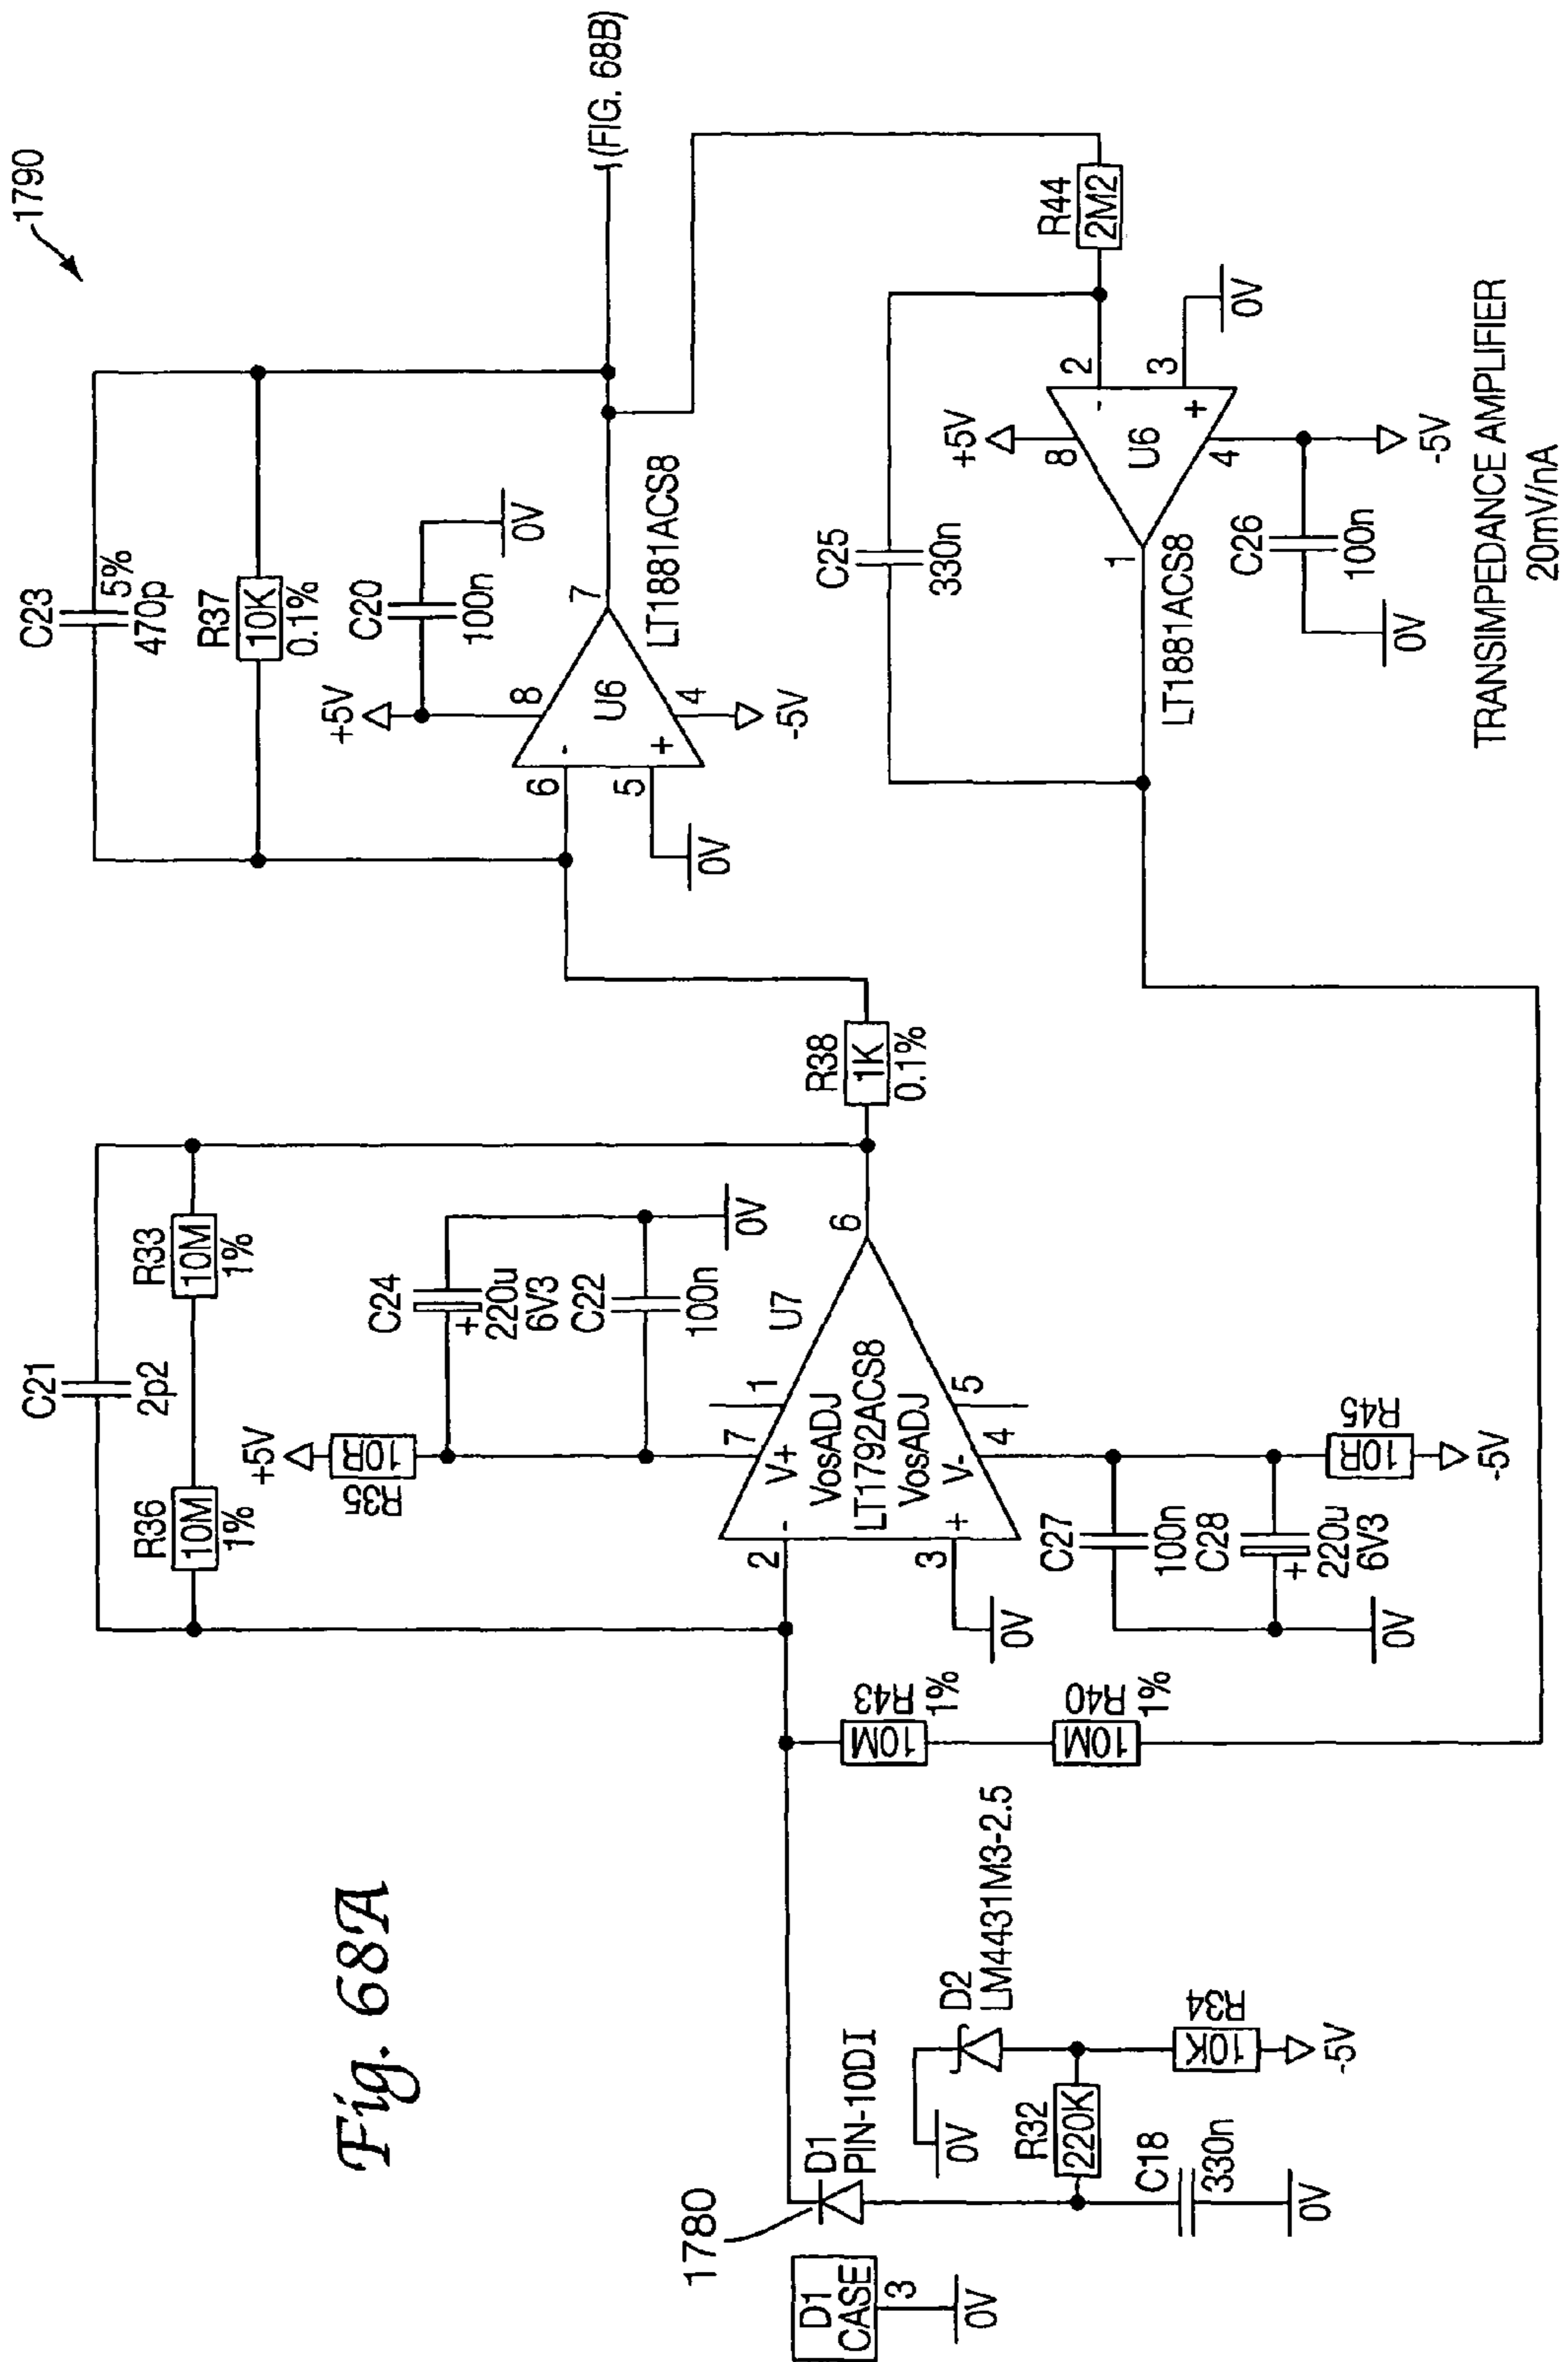 Fig. 68A
1790
C21
2p2
R36
10M
1%
R33
10M
1%
+5V
R35
10R
C24
+
220u
6V3
C22
100n
0V
U7
2
-
3
+
0V
7
V+
1
VosADJ
LT1792ACS8
VosADJ
V-
4
5
6
C27
100n
C28
+
220u
6V3
0V
R45
10R
-5V
R38
1K
0.1%
C23
5%
470p
R37
10K
0.1%
+5V
C20
100n
0V
8
6
-
5
+
0V
U6
7
4
-5V
LT1881ACS8
(FIG. 68B)
R44
2M2
C25
330n
+5V
8
2
-
3
+
0V
U6
1
4
LT1881ACS8
C26
100n
0V
-5V
TRANSIMPEDANCE AMPLIFIER
20mV/nA
R43
10M
1%
R40
10M
1%
1780
D1
PIN-10DI
D1
CASE
3
0V
D2
LM4431M3-2.5
0V
R32
220K
R34
10K
-5V
C18
330n
0V